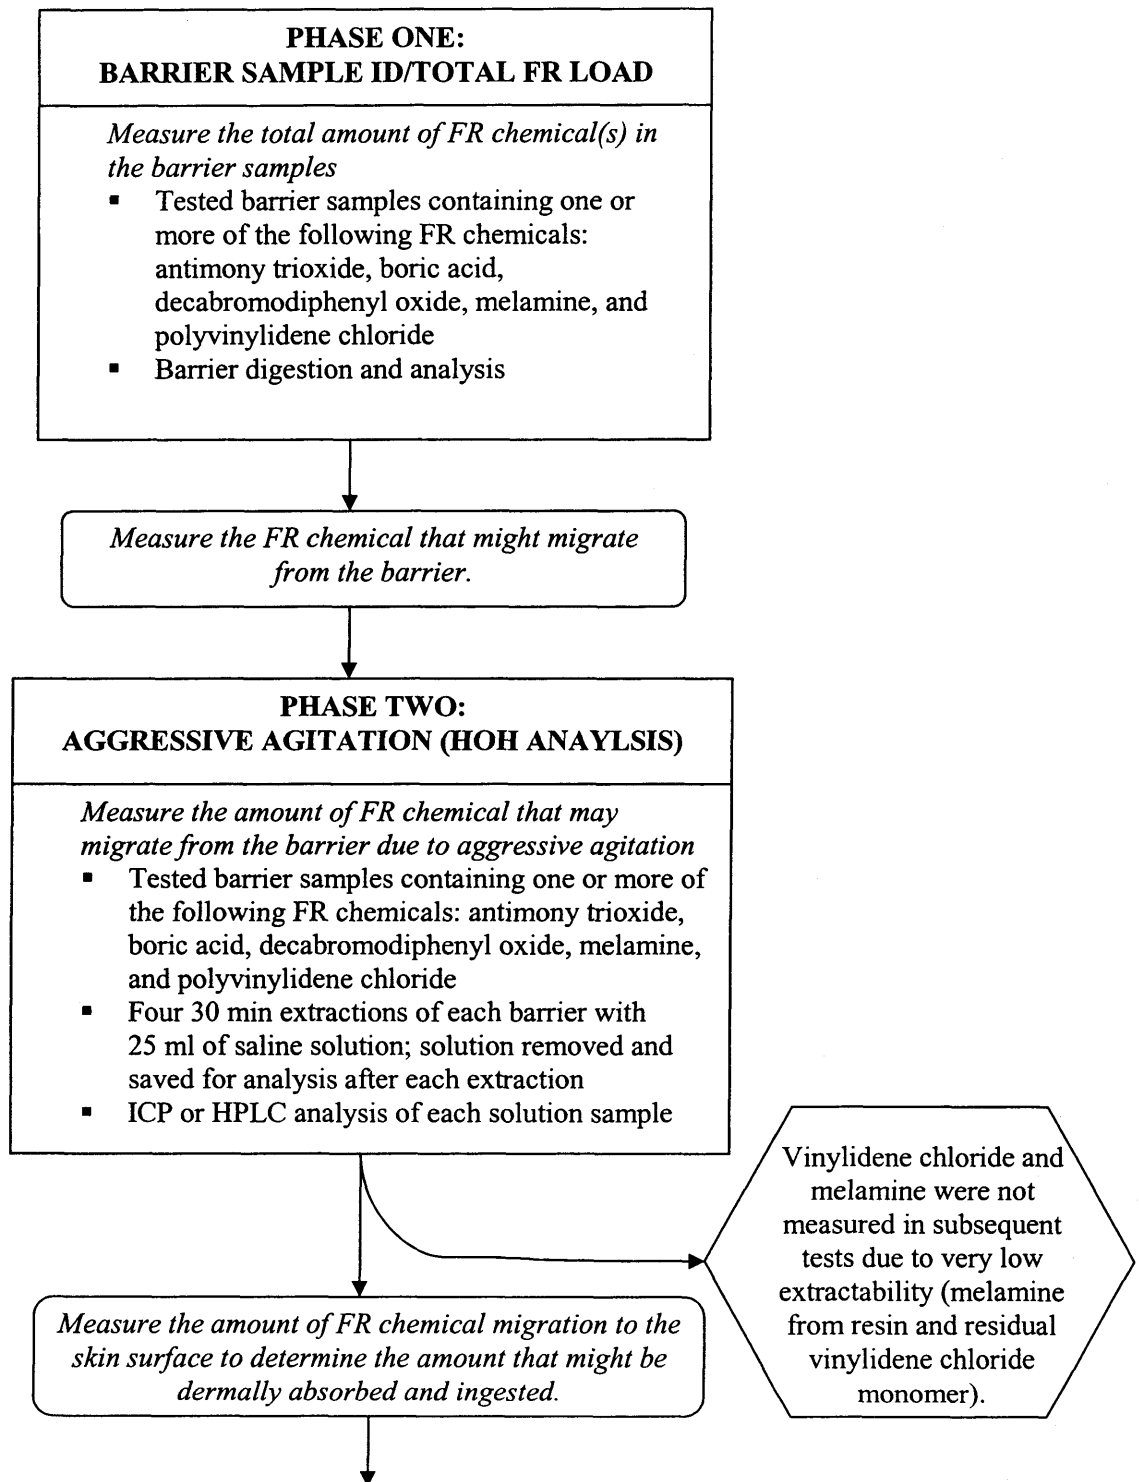 PHASE ONE:
BARRIER SAMPLE ID/TOTAL FR LOAD
Measure the total amount of FR chemical(s) in
the barrier samples
▪ Tested barrier samples containing one or
more of the following FR chemicals:
antimony trioxide, boric acid,
decabromodiphenyl oxide, melamine, and
polyvinylidene chloride
▪ Barrier digestion and analysis
Measure the FR chemical that might migrate
from the barrier.
PHASE TWO:
AGGRESSIVE AGITATION (HOH ANAYLSIS)
Measure the amount of FR chemical that may
migrate from the barrier due to aggressive agitation
▪ Tested barrier samples containing one or more of
the following FR chemicals: antimony trioxide,
boric acid, decabromodiphenyl oxide, melamine,
and polyvinylidene chloride
▪ Four 30 min extractions of each barrier with
25 ml of saline solution; solution removed and
saved for analysis after each extraction
▪ ICP or HPLC analysis of each solution sample
Vinylidene chloride and
melamine were not
measured in subsequent
tests due to very low
extractability (melamine
from resin and residual
vinylidene chloride
monomer).
Measure the amount of FR chemical migration to the
skin surface to determine the amount that might be
dermally absorbed and ingested.